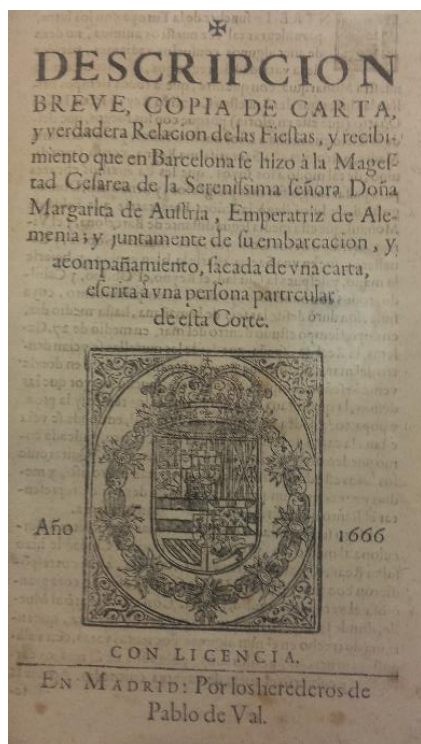 ✠
DESCRIPCION
BREVE, COPIA DE CARTA,
y verdadera Relacion de las Fiestas, y recibi-
miento que en Barcelona se hizo à la Mages-
tad Cesarea de la Serenissima señora Doña
Margarita de Austria, Emperatriz de Ale-
menia; y juntamente de su embarcacion, y
acompañamiento, sacada de vna carta,
escrita à vna persona partrcular
de esta Corte.
Año 1666
CON LICENCIA.
EN MADRID: Por los herederos de
Pablo de Val.